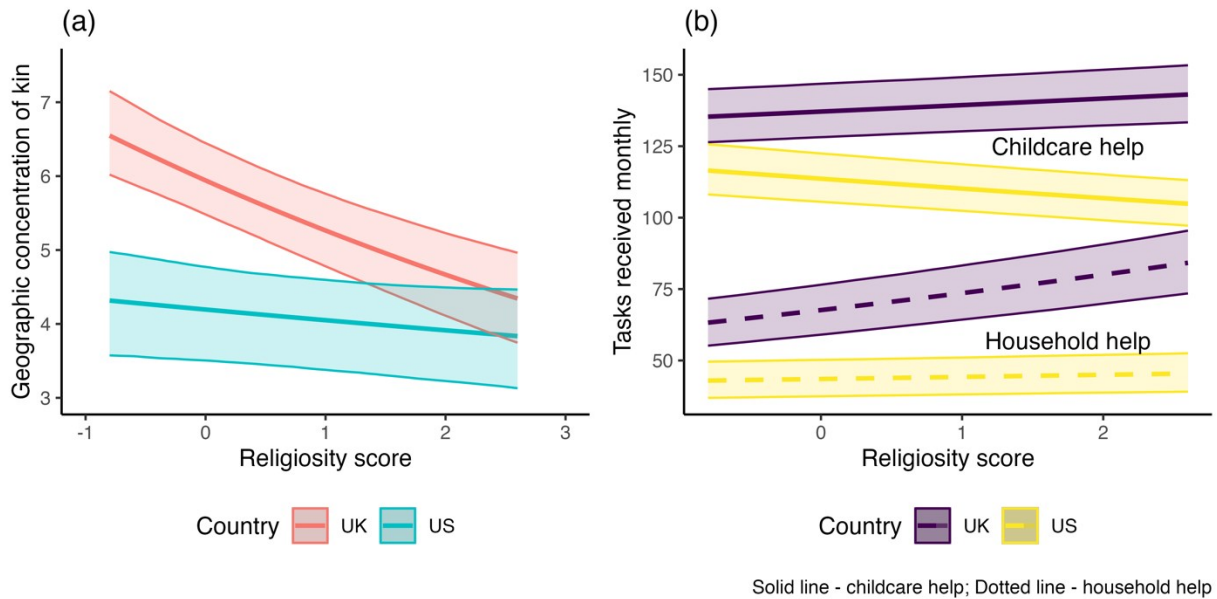 (a)
Geographic concentration of kin
7
6
5
4
3
-1 0 1 2 3
Religiosity score
Country UK US
(b)
Tasks received monthly
150
125
100
75
50
Childcare help
Household help
0 1 2
Religiosity score
Country UK US
Solid line - childcare help; Dotted line - household help